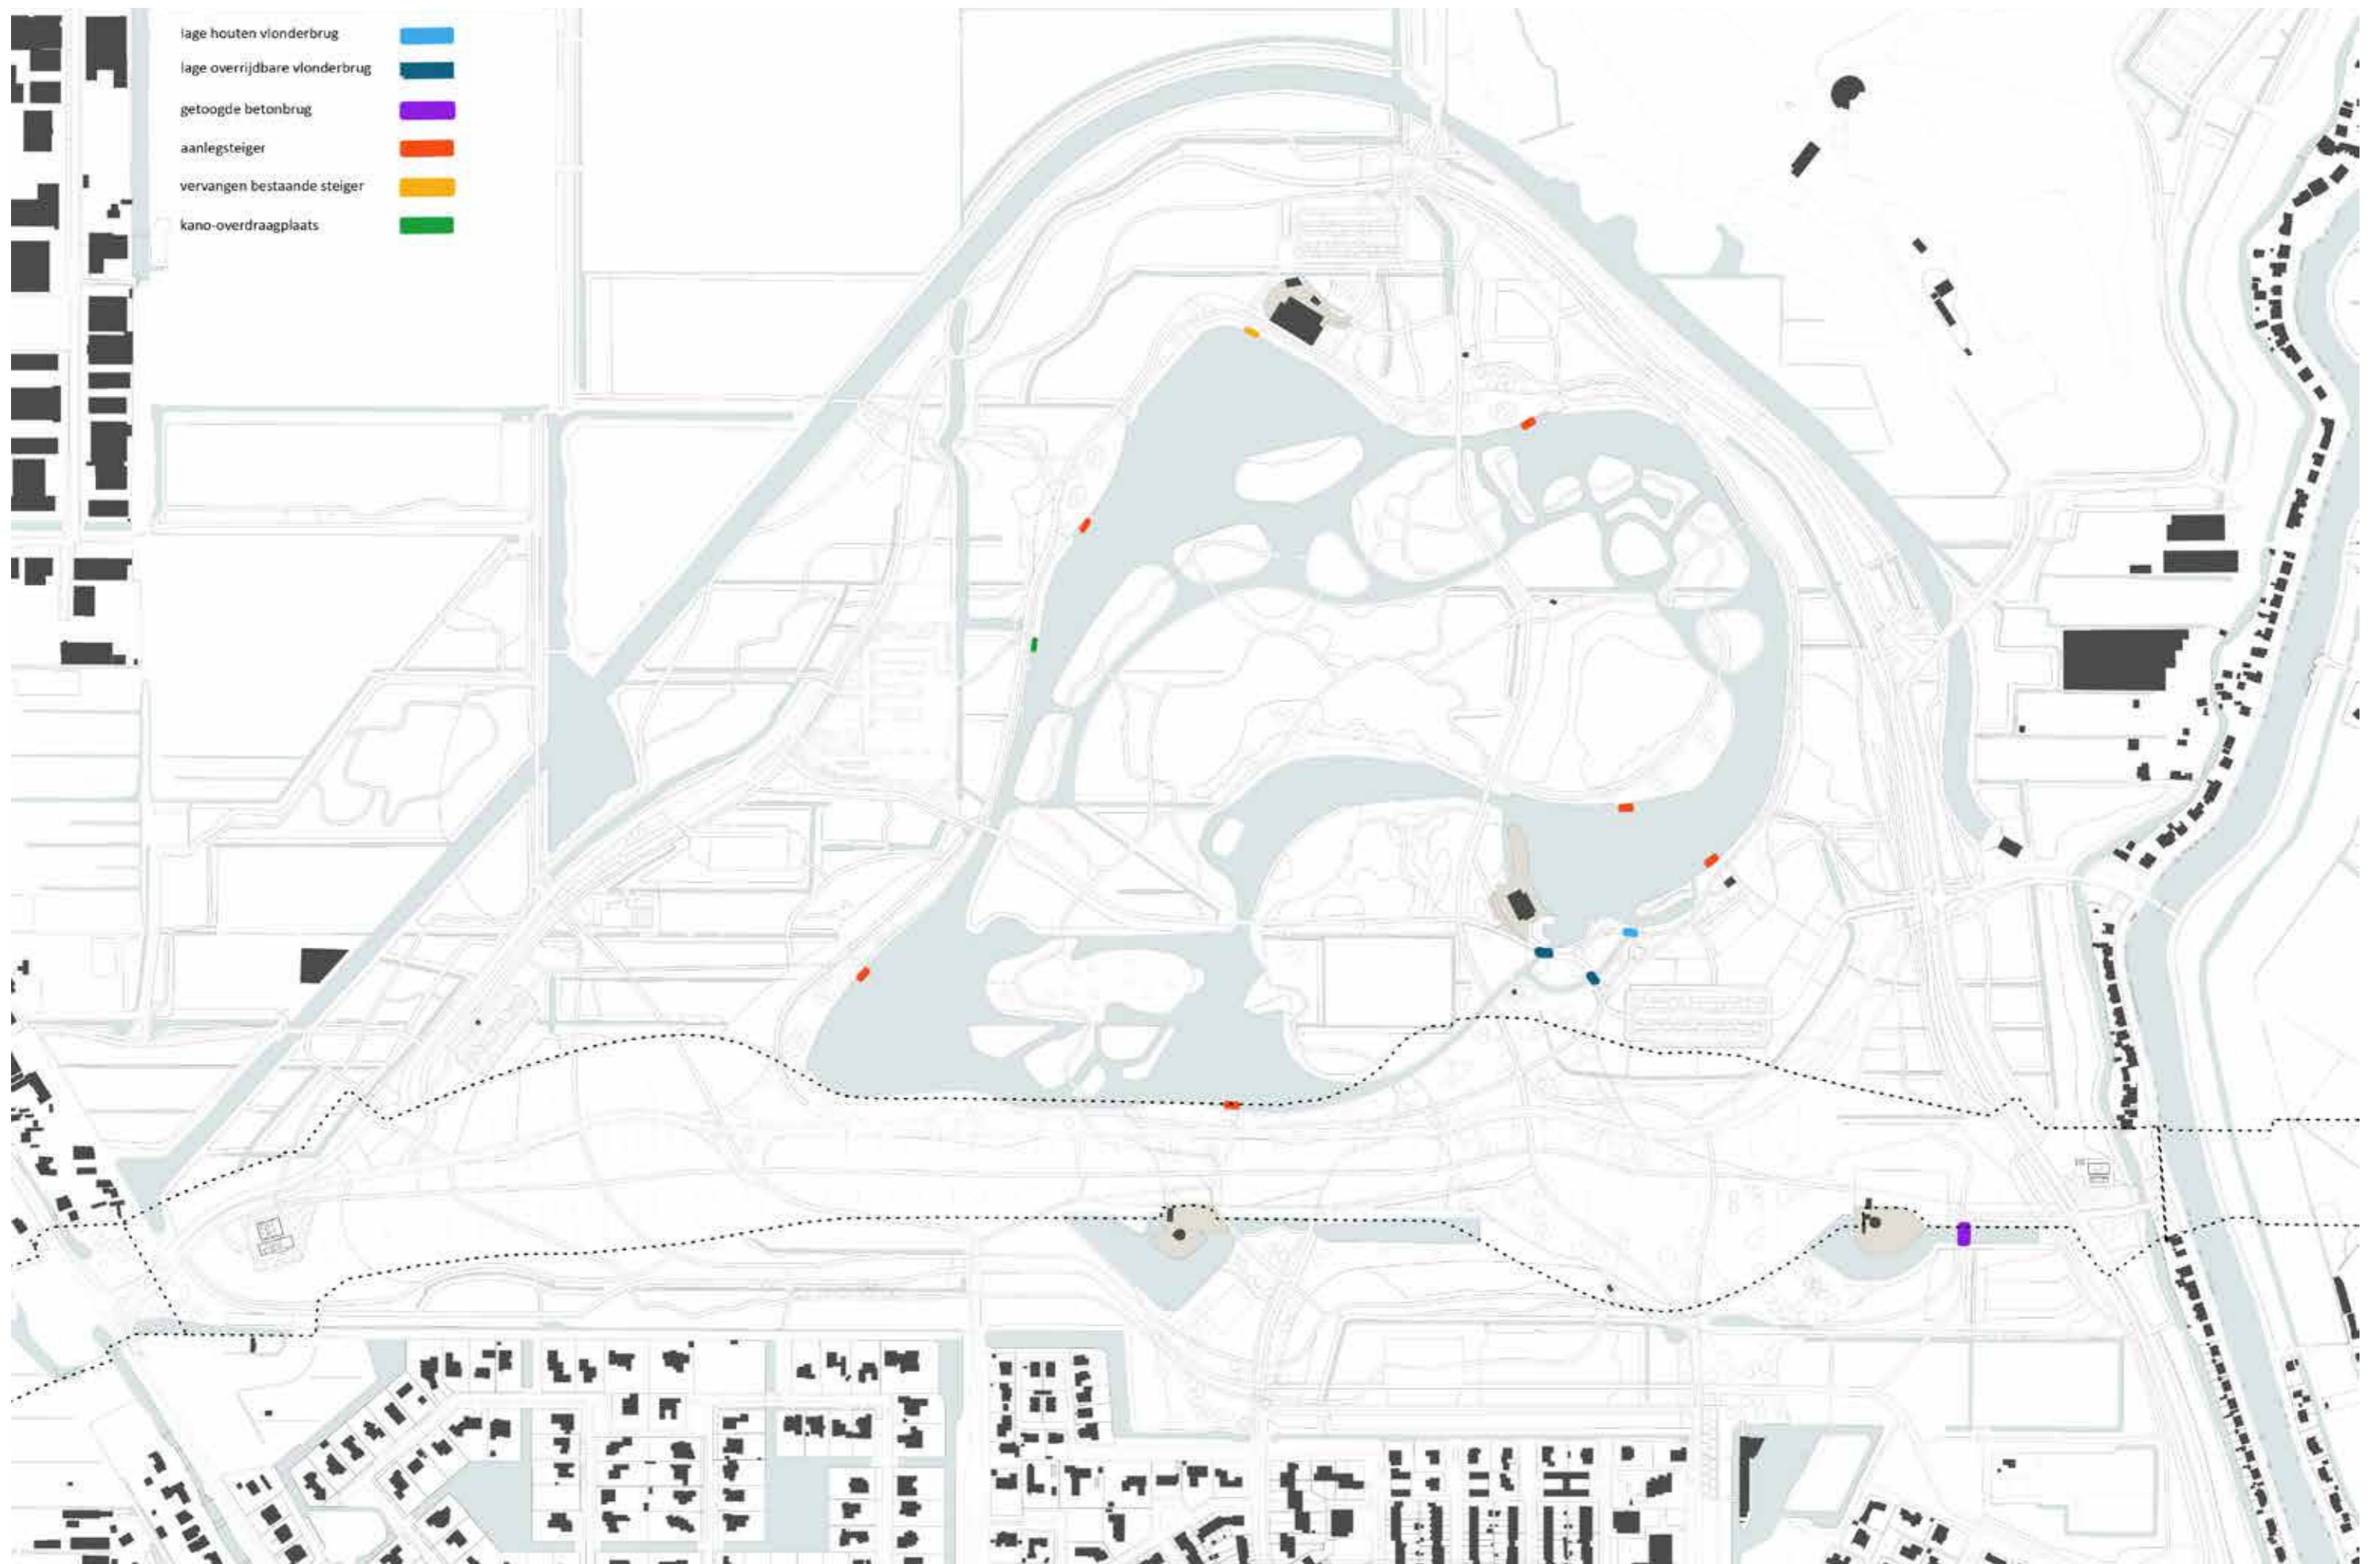 lage houten vlonderbrug
lage overrijdbare vlonderbrug
getoogde betonbrug
aanlegsteiger
vervangen bestaande steiger
kano-overdraagplaats